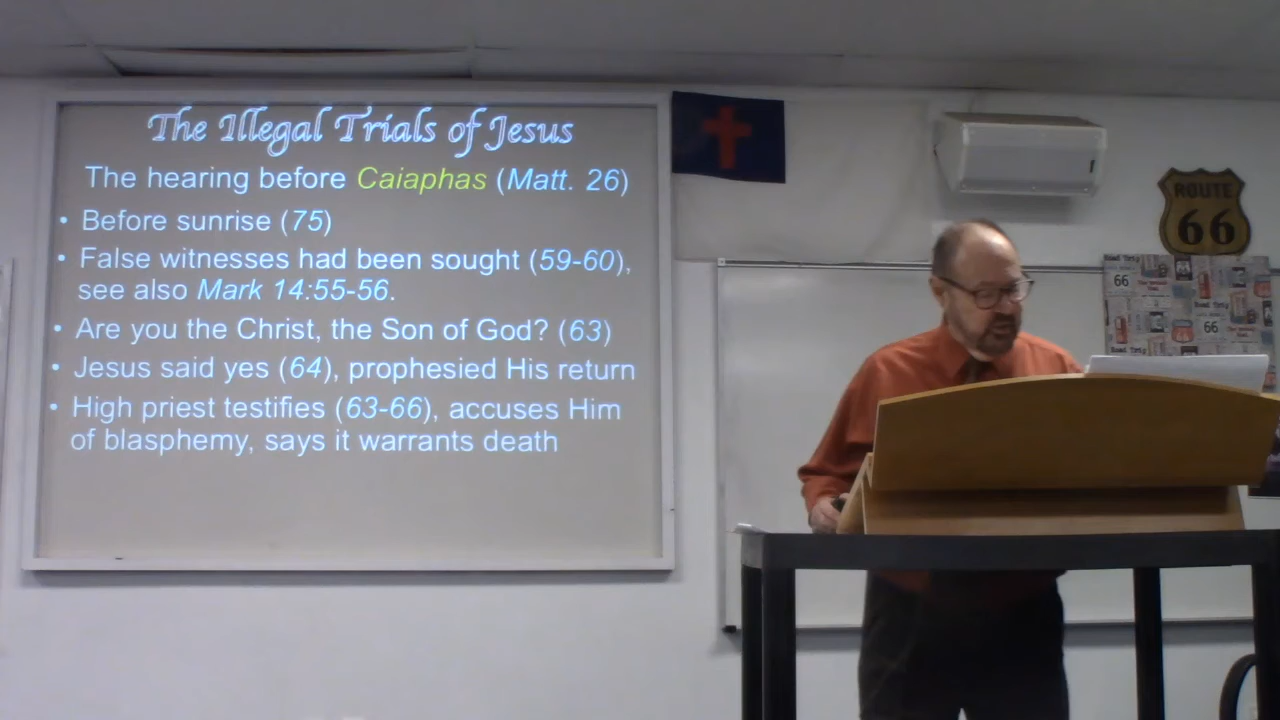 The Illegal Trials of Jesus
The hearing before Caiaphas (Matt. 26)
• Before sunrise (75)
• False witnesses had been sought (59-60),
see also Mark 14:55-56.
• Are you the Christ, the Son of God? (63)
• Jesus said yes (64), prophesied His return
• High priest testifies (63-66), accuses Him
of blasphemy, says it warrants death
ROUTE
66
66
66